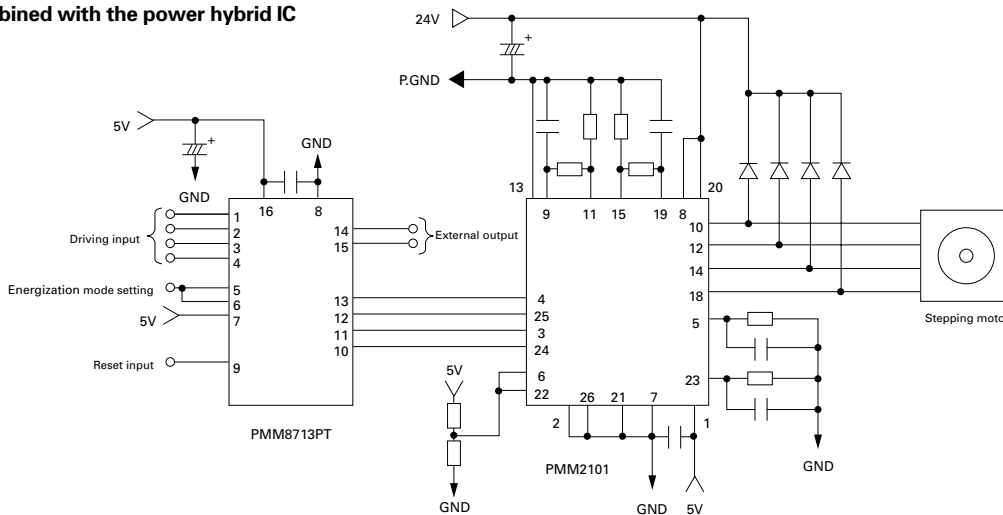 bined with the power hybrid IC
24V
+
P.GND
5V
+
GND
GND
13
20
16
8
9
11
15
19
8
1
2
3
4
Driving input
14
15
External output
10
12
14
18
Energization mode setting
5
6
5V
7
13
12
11
10
4
25
3
24
5
Stepping moto
Reset input
9
5V
6
22
23
26
21
7
2
1
PMM8713PT
PMM2101
GND
GND
GND
5V